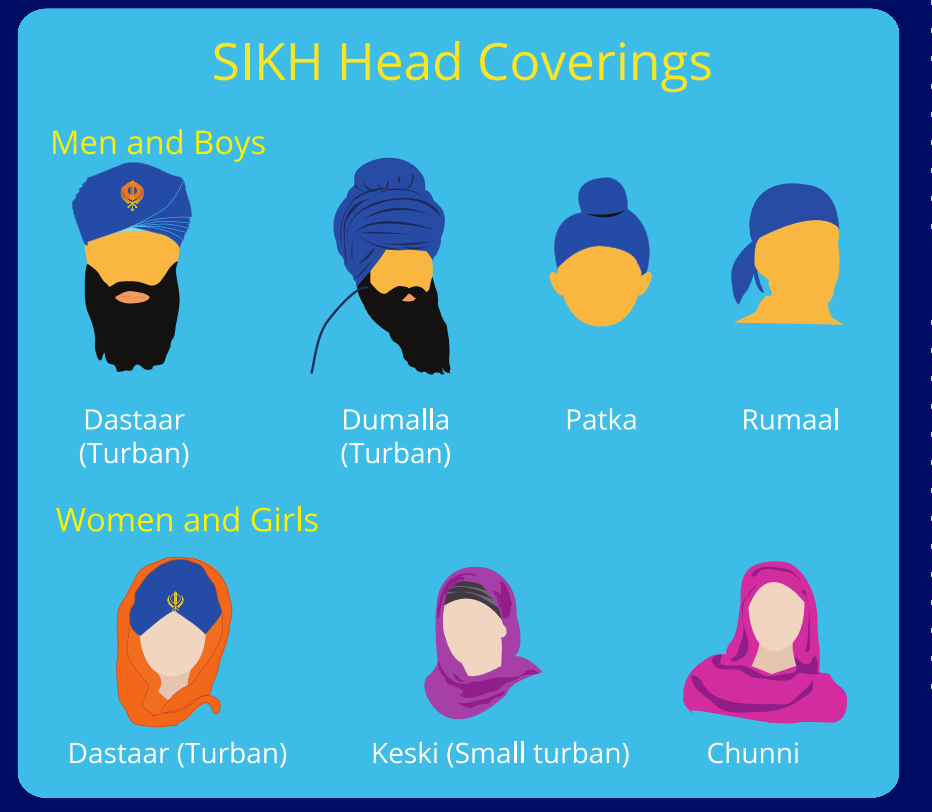 SIKH Head Coverings
Men and Boys
Dastaar
(Turban)
Dumalla
(Turban)
Patka
Rumaal
Women and Girls
Dastaar (Turban)
Keski (Small turban)
Chunni